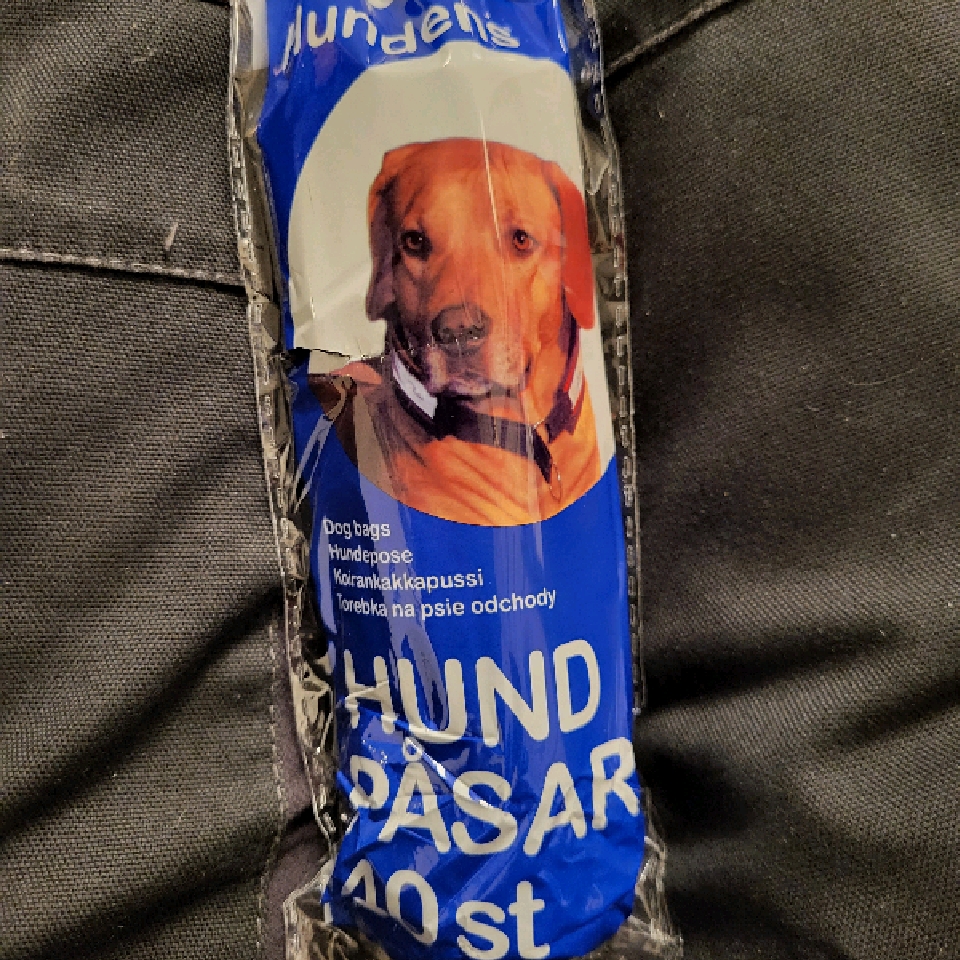 Hundens
Dog bags
Hundepose
Koirankakkapussi
Torebka na psie odchody
HUND
PÅSAR
st